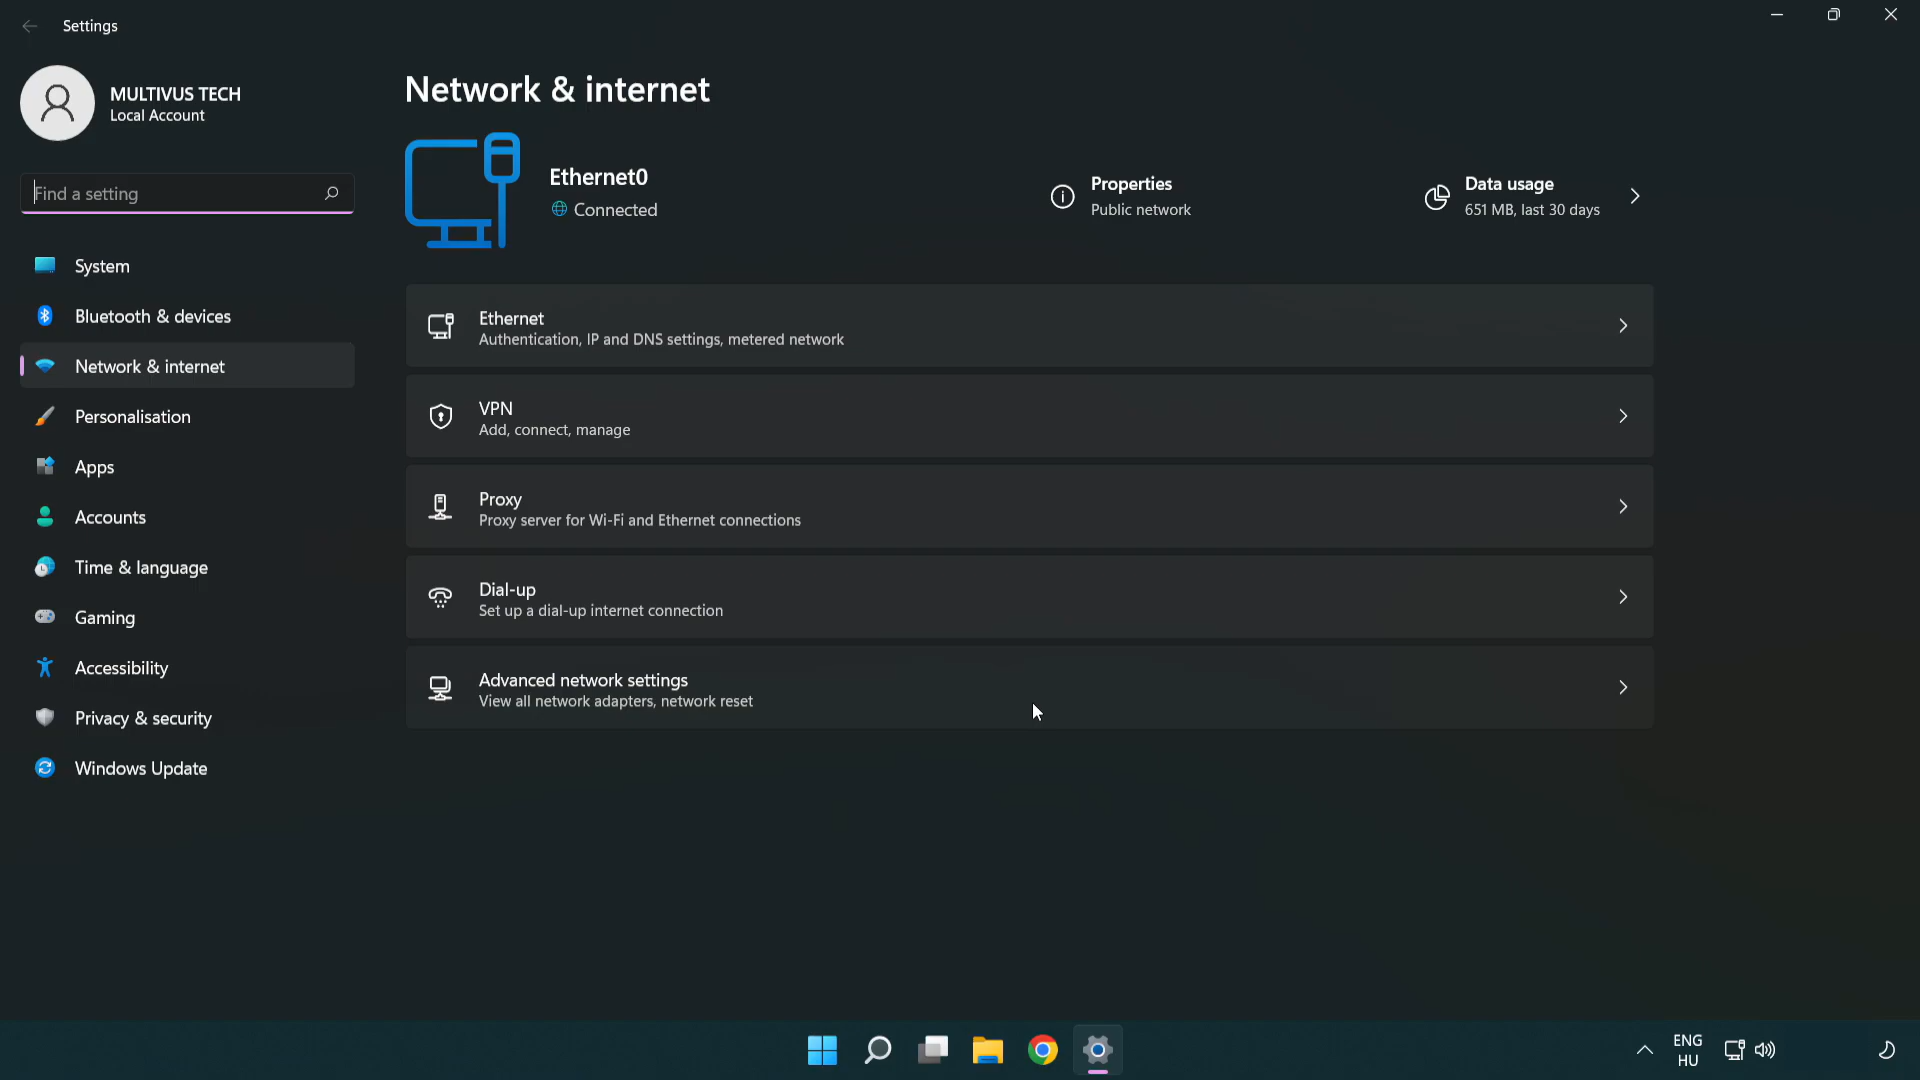 Settings
MULTIVUS TECH
Local Account
Find a setting
System
Bluetooth & devices
Network & internet
Personalisation
Apps
Accounts
Time & language
Gaming
Accessibility
Privacy & security
Windows Update
Network & internet
Ethernet0
Connected
Properties
Public network
Data usage
651 MB, last 30 days
Ethernet
Authentication, IP and DNS settings, metered network
VPN
Add, connect, manage
Proxy
Proxy server for Wi-Fi and Ethernet connections
Dial-up
Set up a dial-up internet connection
Advanced network settings
View all network adapters, network reset
ENG
HU